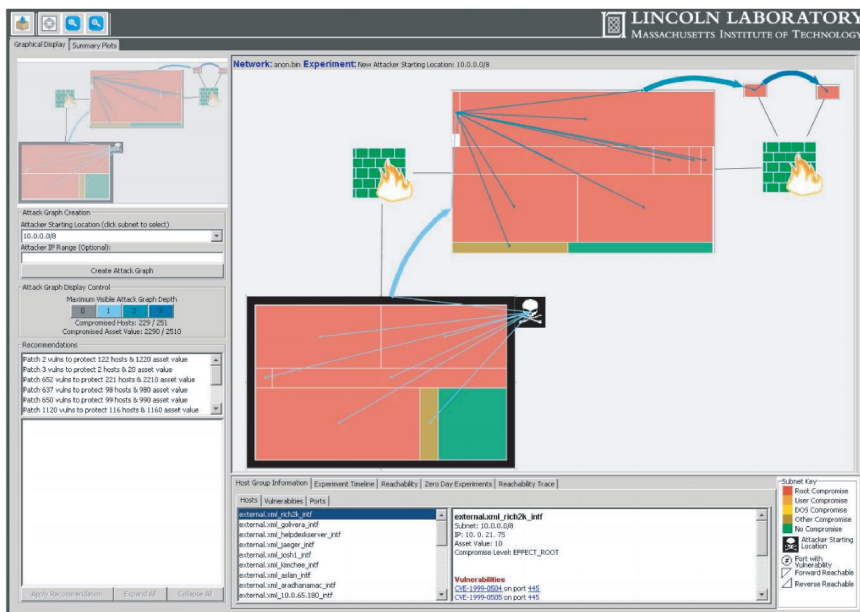 LINCOLN LABORATORY
MASSACHUSETTS INSTITUTE OF TECHNOLOGY
Graphical Display
Summary Plots
Network: anon.bin Experiment: New Attacker Starting Location: 10.0.0.0/8
Attack Graph Creation
Attacker Starting Location (click subnet to select)
10.0.0.0/8
Attacker IP Range (Optional):
Create Attack Graph
Attack Graph Display Control
Maximum Visible Attack Graph Depth
0 1 2 3
Compromised Hosts: 229 / 251
Compromised Asset Value: 2290 / 2510
Recommendations
Patch 2 vulns to protect 122 hosts & 1220 asset value
Patch 3 vulns to protect 2 hosts & 20 asset value
Patch 652 vulns to protect 221 hosts & 2210 asset value
Patch 637 vulns to protect 98 hosts & 980 asset value
Patch 650 vulns to protect 99 hosts & 990 asset value
Patch 1120 vulns to protect 116 hosts & 1160 asset value
Apply Recommendation
Expand All
Collapse All
Host Group Information
Experiment Timeline
Reachability
Zero Day Experiments
Reachability Trace
Hosts
Vulnerabilities
Ports
external.xml_rich2k_intf
external.xml_golivera_intf
external.xml_helpdeskserver_intf
external.xml_jaeger_intf
external.xml_josh1_intf
external.xml_kimchee_intf
external.xml_aslan_intf
external.xml_aradhanamac_intf
external.xml_10.0.65.180_intf
external.xml_rich2k_intf
Subnet: 10.0.0.0/8
IP: 10. 0. 21. 75
Asset Value: 10
Compromise Level: EFFECT_ROOT
Vulnerabilities
CVE-1999-0504 on port 445
CVE-1999-0505 on port 445
Subnet Key
Root Compromise
User Compromise
DOS Compromise
Other Compromise
No Compromise
Attacker Starting
Location
Port with
Vulnerability
Forward Reachable
Reverse Reachable